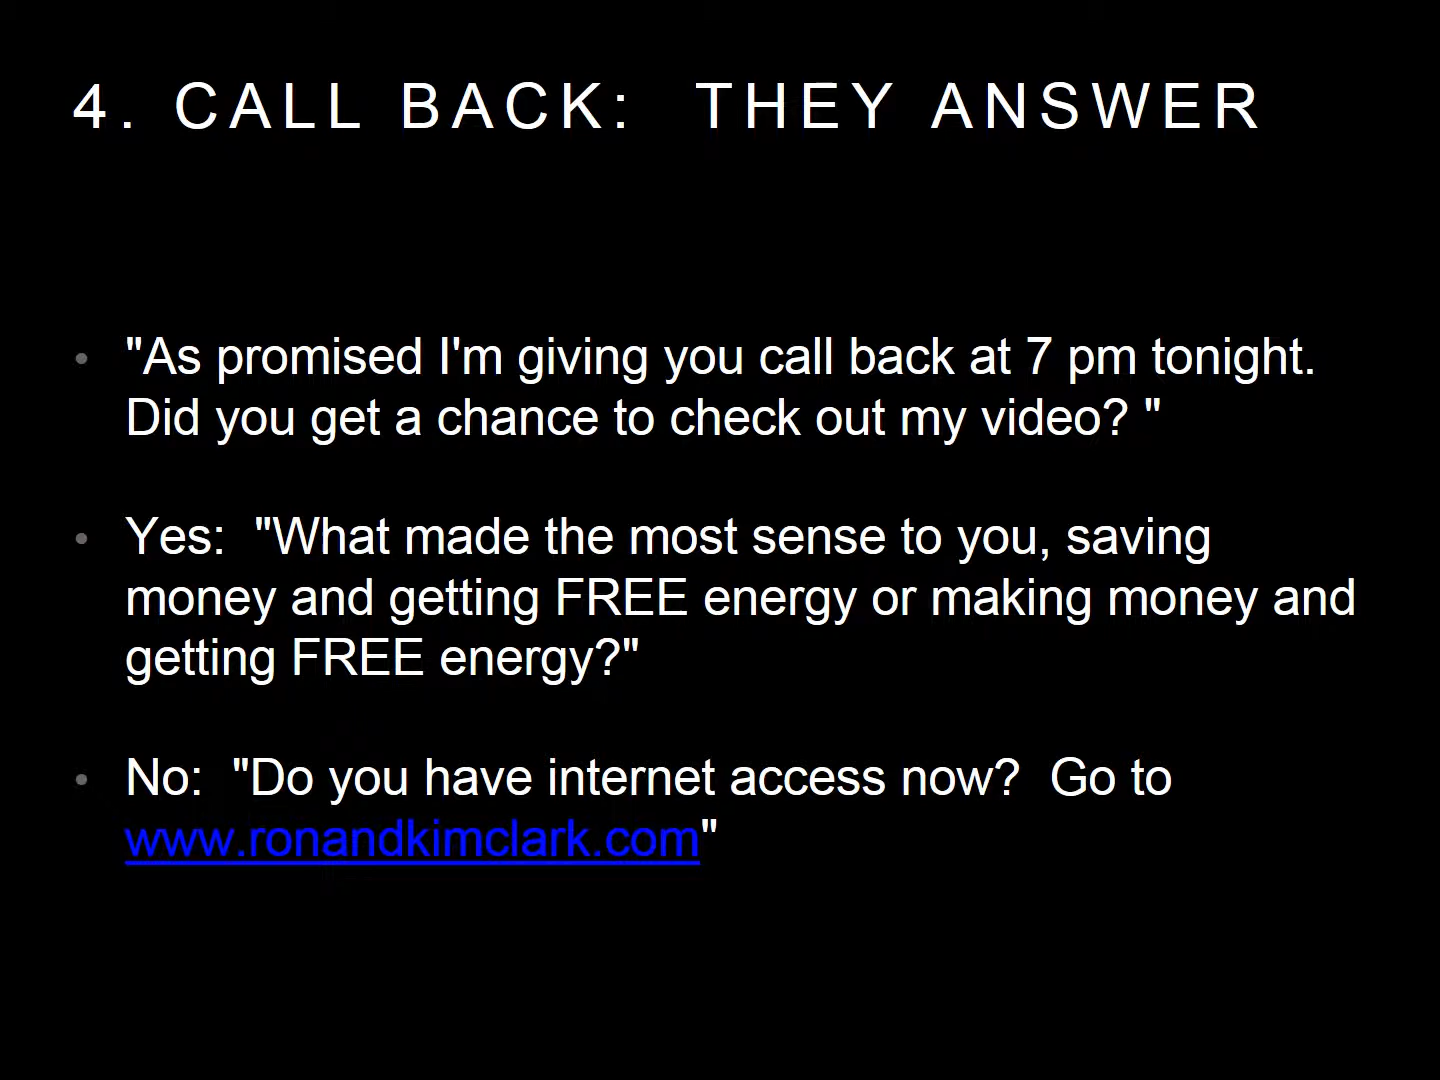 4. CALL BACK:  THEY ANSWER
• "As promised I'm giving you call back at 7 pm tonight.
Did you get a chance to check out my video? "
• Yes:  "What made the most sense to you, saving
money and getting FREE energy or making money and
getting FREE energy?"
• No:  "Do you have internet access now?  Go to
www.ronandkimclark.com"